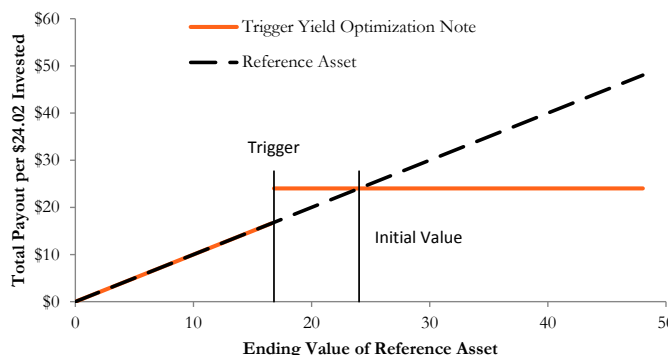 $60
$50
$40
$30
$20
$10
$0
Total Payout per $24.02 Invested
Trigger Yield Optimization Note
Reference Asset
Trigger
Initial Value
0
10
20
30
40
50
Ending Value of Reference Asset